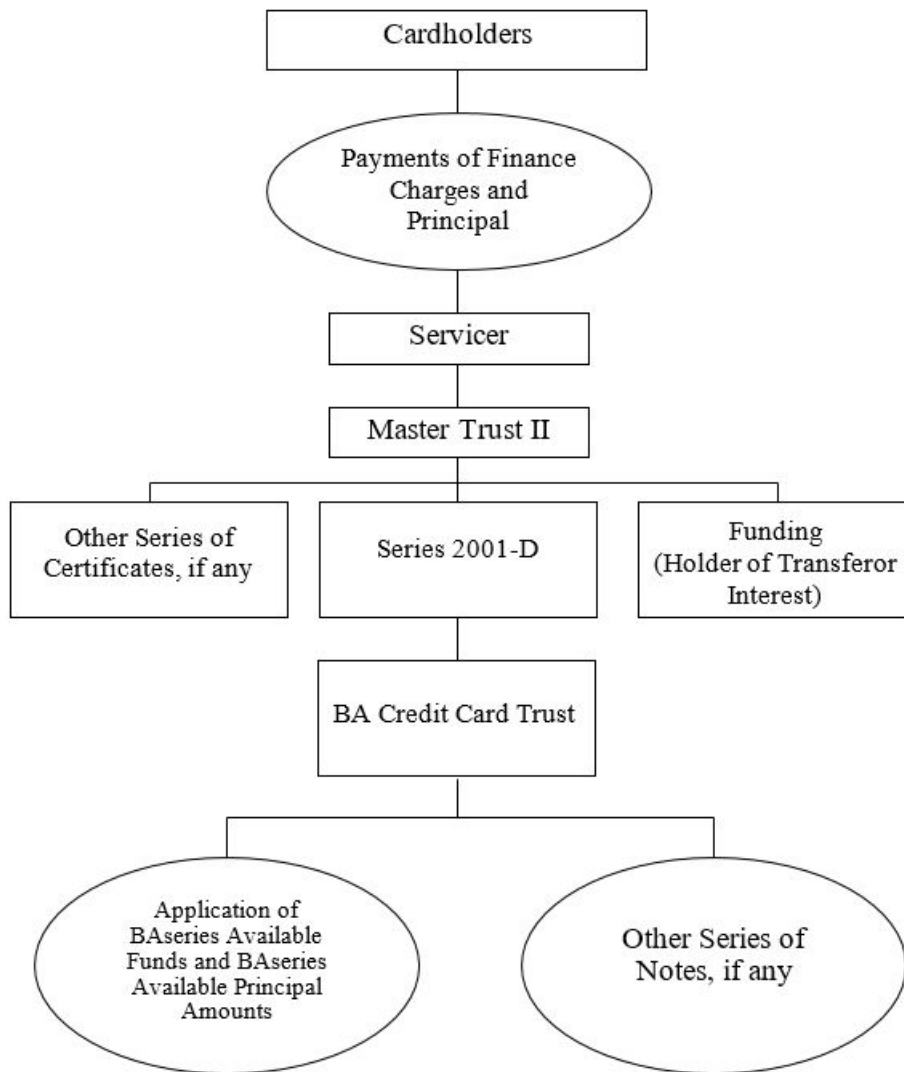 Cardholders
Payments of Finance
Charges and
Principal
Servicer
Master Trust II
Other Series of
Certificates, if any
Series 2001-D
Funding
(Holder of Transferor
Interest)
BA Credit Card Trust
Application of
BAseries Available
Funds and BAseries
Available Principal
Amounts
Other Series of
Notes, if any